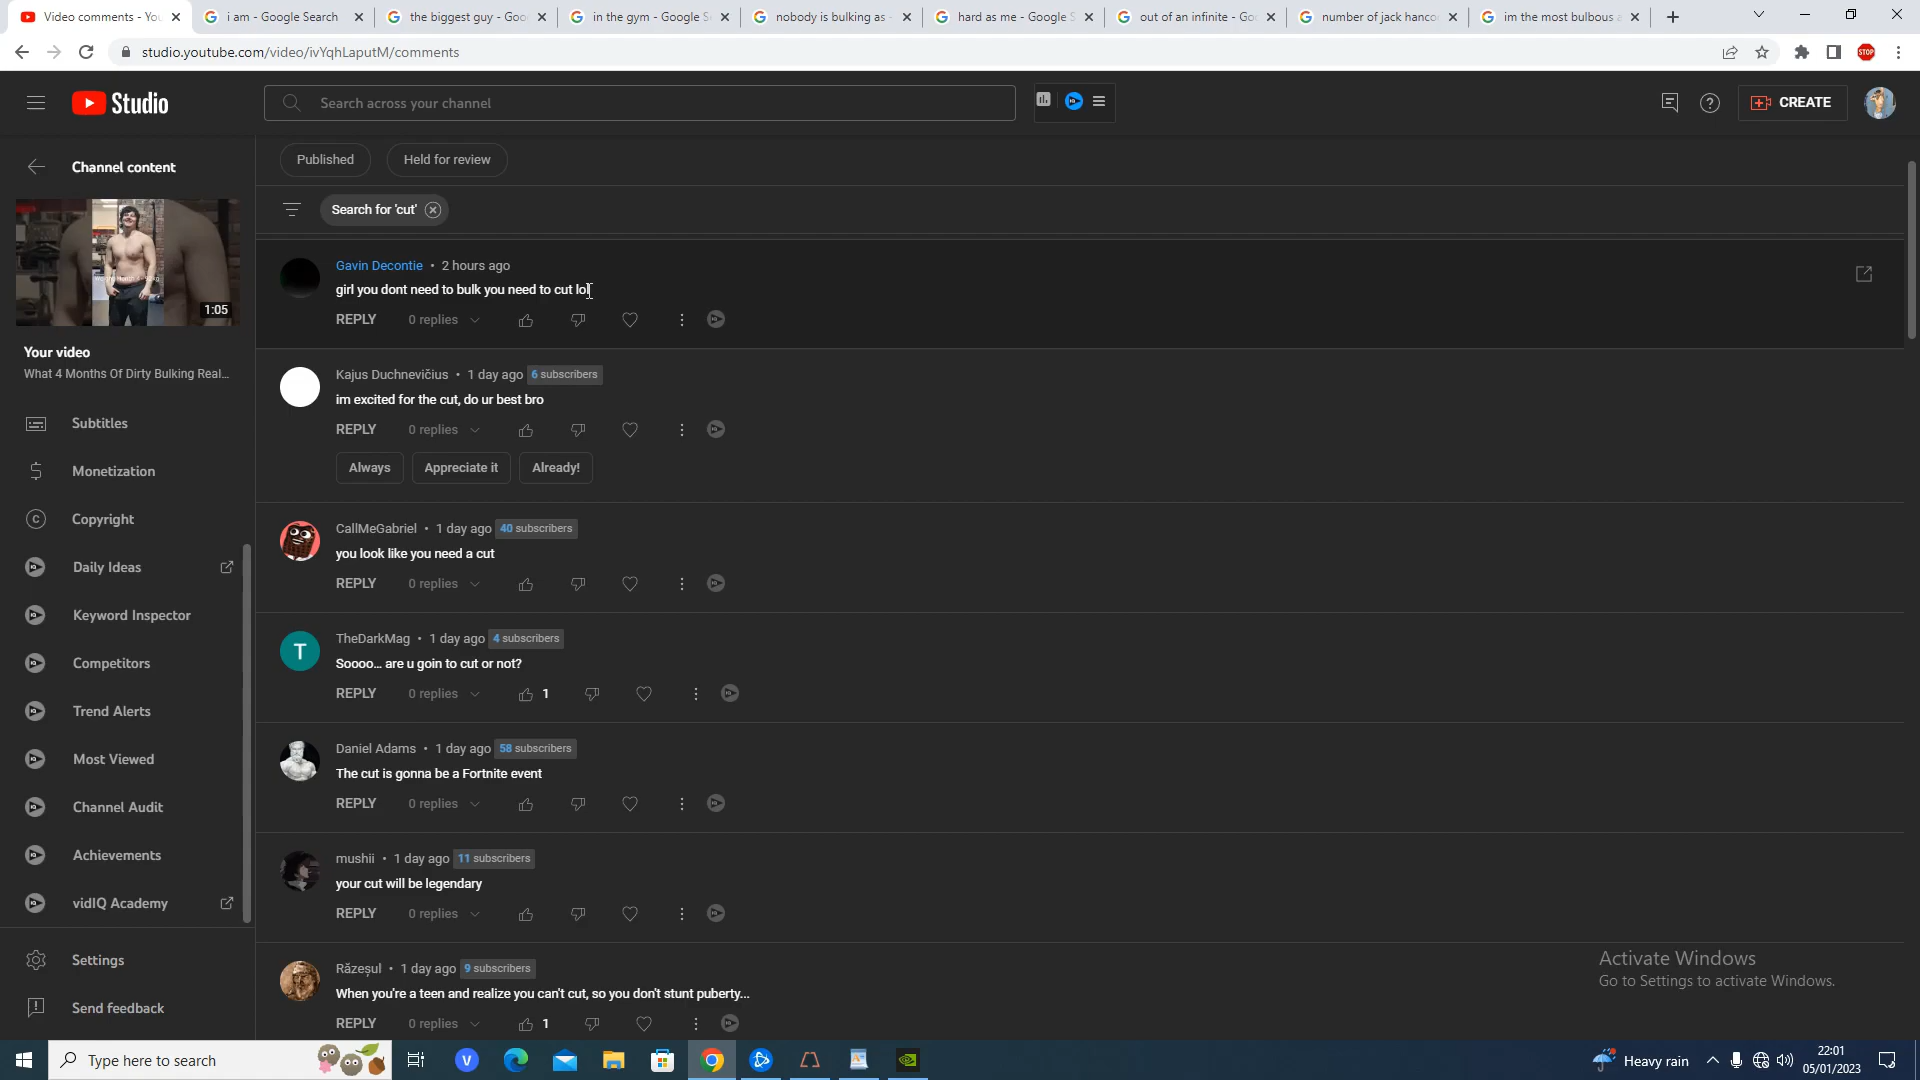 Video comments - You
i am - Google Search
the biggest guy - Goo
in the gym - Google S
nobody is bulking as -
hard as me - Google S
out of an infinite - Go
number of jack hanco
im the most bulbous a
studio.youtube.com/video/ivYqhLaputM/comments
STOP
Studio
Search across your channel
CREATE
Channel content
Published
Held for review
Search for 'cut'
1:05
Your video
What 4 Months Of Dirty Bulking Real...
Subtitles
Monetization
Copyright
Daily Ideas
Keyword Inspector
Competitors
Trend Alerts
Most Viewed
Channel Audit
Achievements
vidIQ Academy
Settings
Send feedback
Gavin Decontie • 2 hours ago
girl you dont need to bulk you need to cut lol
REPLY 0 replies
Kajus Duchnevičius • 1 day ago 6 subscribers
im excited for the cut, do ur best bro
REPLY 0 replies
Always Appreciate it Already!
CallMeGabriel • 1 day ago 40 subscribers
you look like you need a cut
REPLY 0 replies
T
TheDarkMag • 1 day ago 4 subscribers
Soooo... are u goin to cut or not?
REPLY 0 replies 1
Daniel Adams • 1 day ago 58 subscribers
The cut is gonna be a Fortnite event
REPLY 0 replies
mushii • 1 day ago 11 subscribers
your cut will be legendary
REPLY 0 replies
Răzeșul • 1 day ago 9 subscribers
When you're a teen and realize you can't cut, so you don't stunt puberty...
REPLY 0 replies 1
Activate Windows
Go to Settings to activate Windows.
Type here to search
Heavy rain
22:01
05/01/2023